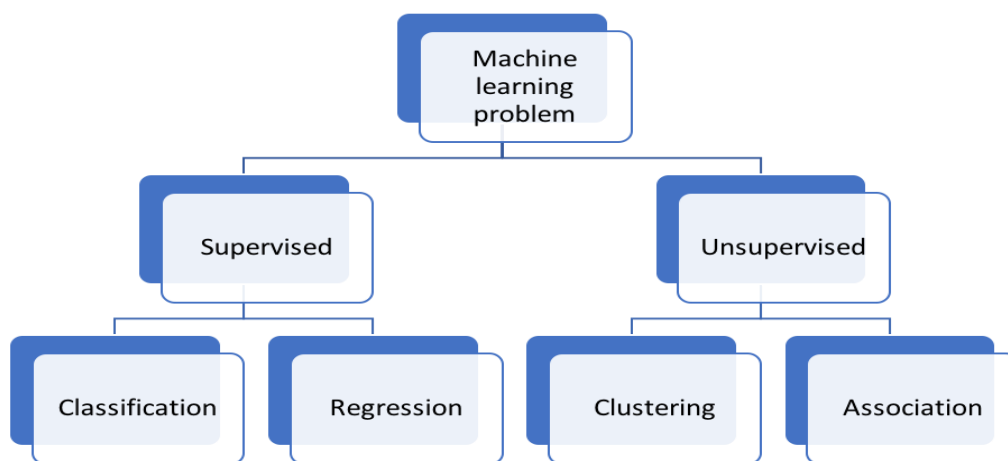 Machine
learning
problem
Supervised
Unsupervised
Classification
Regression
Clustering
Association